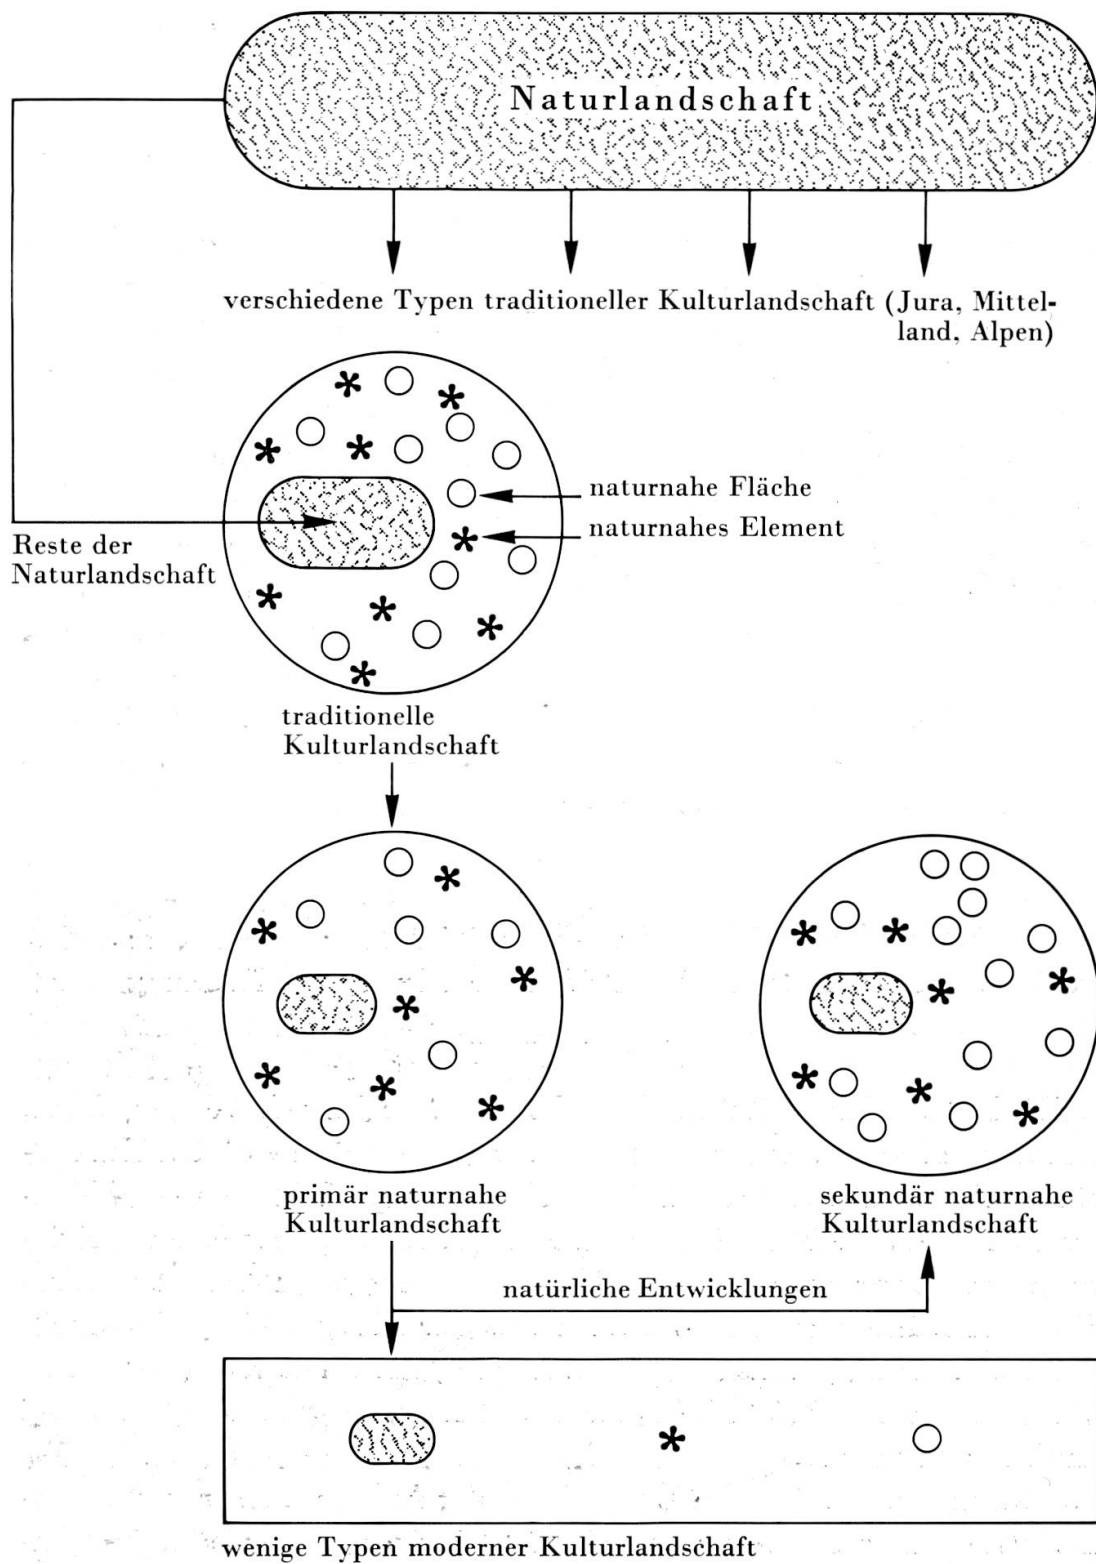 Naturlandschaft
verschiedene Typen traditioneller Kulturlandschaft (Jura, Mittel-
land, Alpen)
naturnahe Fläche
naturnahes Element
Reste der
Naturlandschaft
traditionelle
Kulturlandschaft
primär naturnahe
Kulturlandschaft
sekundär naturnahe
Kulturlandschaft
natürliche Entwicklungen
wenige Typen moderner Kulturlandschaft